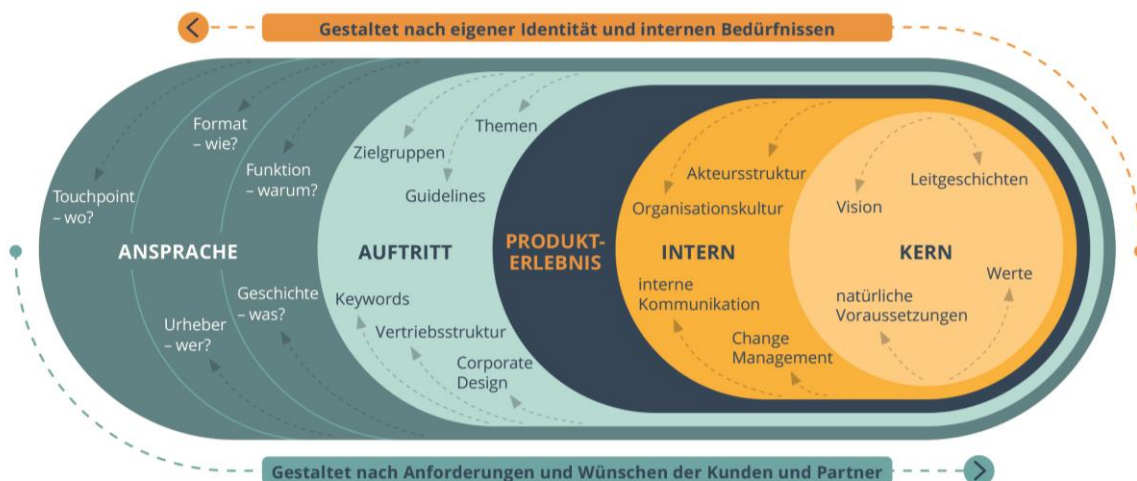 Gestaltet nach eigener Identität und internen Bedürfnissen
Touchpoint
– wo?
Format
– wie?
Funktion
– warum?
ANSPRACHE
Urheber
– wer?
Geschichte
– was?
Themen
Zielgruppen
Guidelines
AUFTRITT
Keywords
Vertriebsstruktur
Corporate
Design
PRODUKT-
ERLEBNIS
Akteursstruktur
Organisationskultur
INTERN
interne
Kommunikation
Change
Management
Leitgeschichten
Vision
KERN
Werte
natürliche
Voraussetzungen
Gestaltet nach Anforderungen und Wünschen der Kunden und Partner